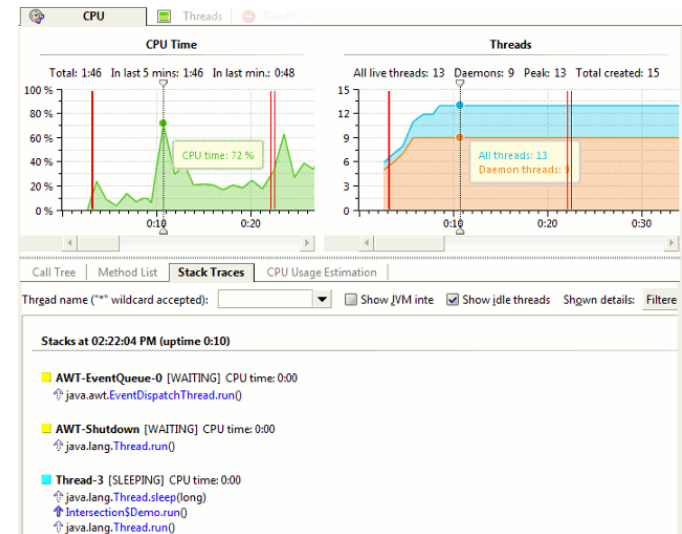 CPU
Threads
CPU Time
Total: 1:46 In last 5 mins: 1:46 In last min.: 0:48
100 %
80 %
60 %
40 %
20 %
0 %
CPU time: 72 %
0:10
0:20
Threads
All live threads: 13 Daemons: 9 Peak: 13 Total created: 15
15
12
9
6
3
0
All threads: 13
Daemon threads: 9
0:10
0:20
0:30
Call Tree
Method List
Stack Traces
CPU Usage Estimation
Thread name ("*" wildcard accepted):
Show JVM inte
Show idle threads
Shown details:
Filtere
Stacks at 02:22:04 PM (uptime 0:10)
AWT-EventQueue-0 [WAITING] CPU time: 0:00
java.awt.EventDispatchThread.run()
AWT-Shutdown [WAITING] CPU time: 0:00
java.lang.Thread.run()
Thread-3 [SLEEPING] CPU time: 0:00
java.lang.Thread.sleep(long)
Intersection$Demo.run()
java.lang.Thread.run()